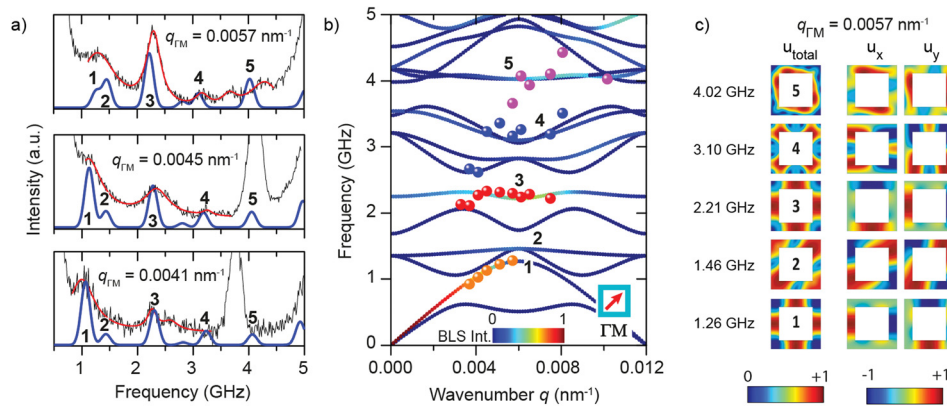 a)
q_ΓM = 0.0057 nm⁻¹
1
2
3
4
5
q_ΓM = 0.0045 nm⁻¹
1
2
3
4
5
q_ΓM = 0.0041 nm⁻¹
1
2
3
4
5
Intensity (a.u.)
1 2 3 4 5
Frequency (GHz)
b)
5
4
3
2
1
0
Frequency (GHz)
5
4
3
2
1
0 1
BLS Int.
ΓM
0.000 0.004 0.008 0.012
Wavenumber q (nm⁻¹)
c)
q_ΓM = 0.0057 nm⁻¹
u_total u_x u_y
4.02 GHz 5
3.10 GHz 4
2.21 GHz 3
1.46 GHz 2
1.26 GHz 1
0 +1 -1 +1